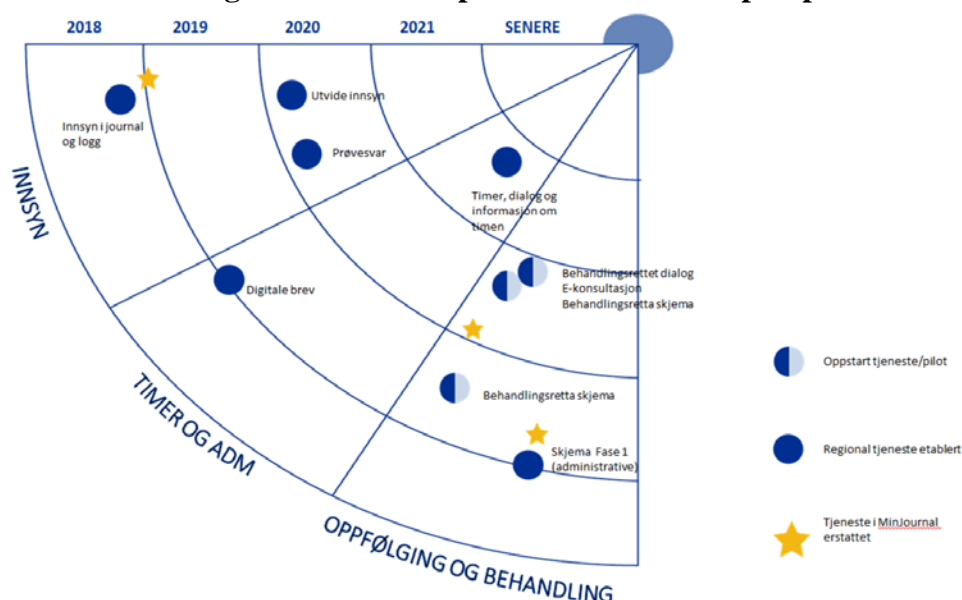 2018 2019 2020 2021 SENERE
Innsyn i journal
og logg
Utvide innsyn
Prøvesvar
Timer, dialog og
informasjon om
timen
INNSYN
Digitale brev
Behandlingsrettet dialog
E-konsultasjon
Behandlingsretta skjema
TIMER OG ADM
Behandlingsretta skjema
Skjema Fase 1
(administrative)
OPPFØLGING OG BEHANDLING
Oppstart tjeneste/pilot
Regional tjeneste etablert
Tjeneste i MinJournal
erstattet